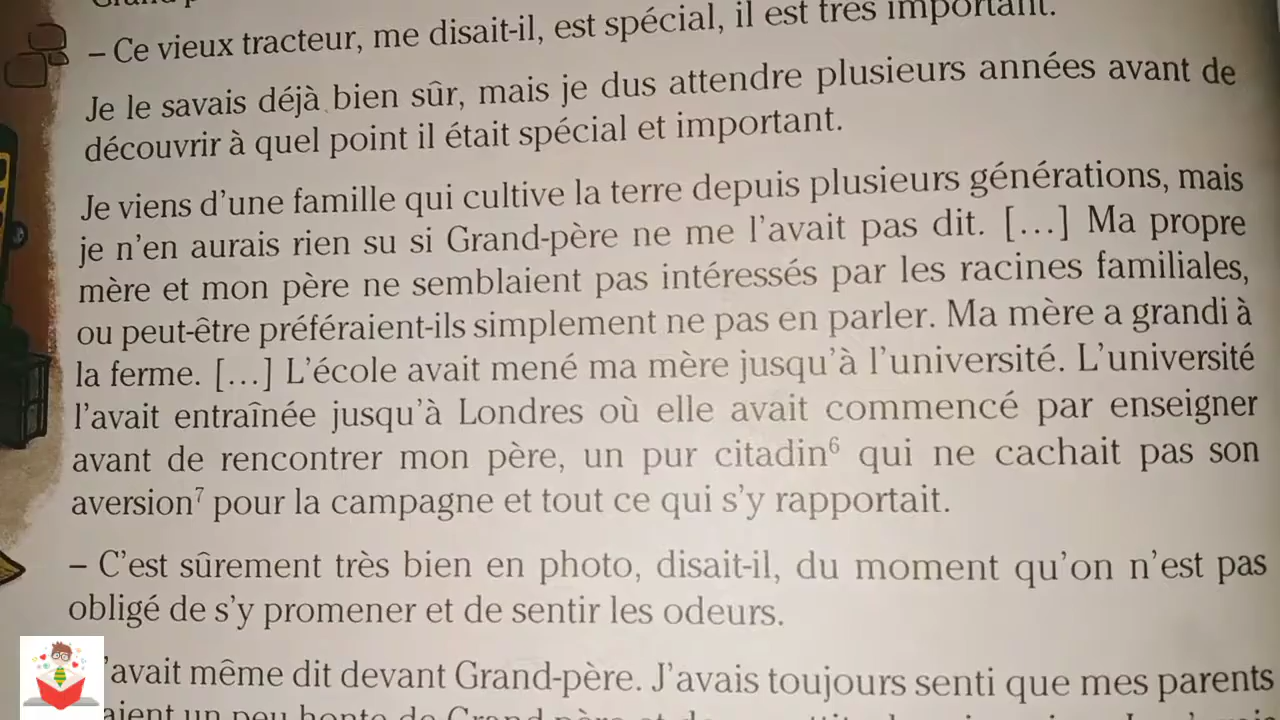 – Ce vieux tracteur, me disait-il, est spécial, il est très important.
Je le savais déjà bien sûr, mais je dus attendre plusieurs années avant de
découvrir à quel point il était spécial et important.
Je viens d'une famille qui cultive la terre depuis plusieurs générations, mais
je n'en aurais rien su si Grand-père ne me l'avait pas dit. […] Ma propre
mère et mon père ne semblaient pas intéressés par les racines familiales,
ou peut-être préféraient-ils simplement ne pas en parler. Ma mère a grandi à
la ferme. […] L'école avait mené ma mère jusqu'à l'université. L'université
l'avait entraînée jusqu'à Londres où elle avait commencé par enseigner
avant de rencontrer mon père, un pur citadin⁶ qui ne cachait pas son
aversion⁷ pour la campagne et tout ce qui s'y rapportait.
– C'est sûrement très bien en photo, disait-il, du moment qu'on n'est pas
obligé de s'y promener et de sentir les odeurs.
'avait même dit devant Grand-père. J'avais toujours senti que mes parents
un peu honte de